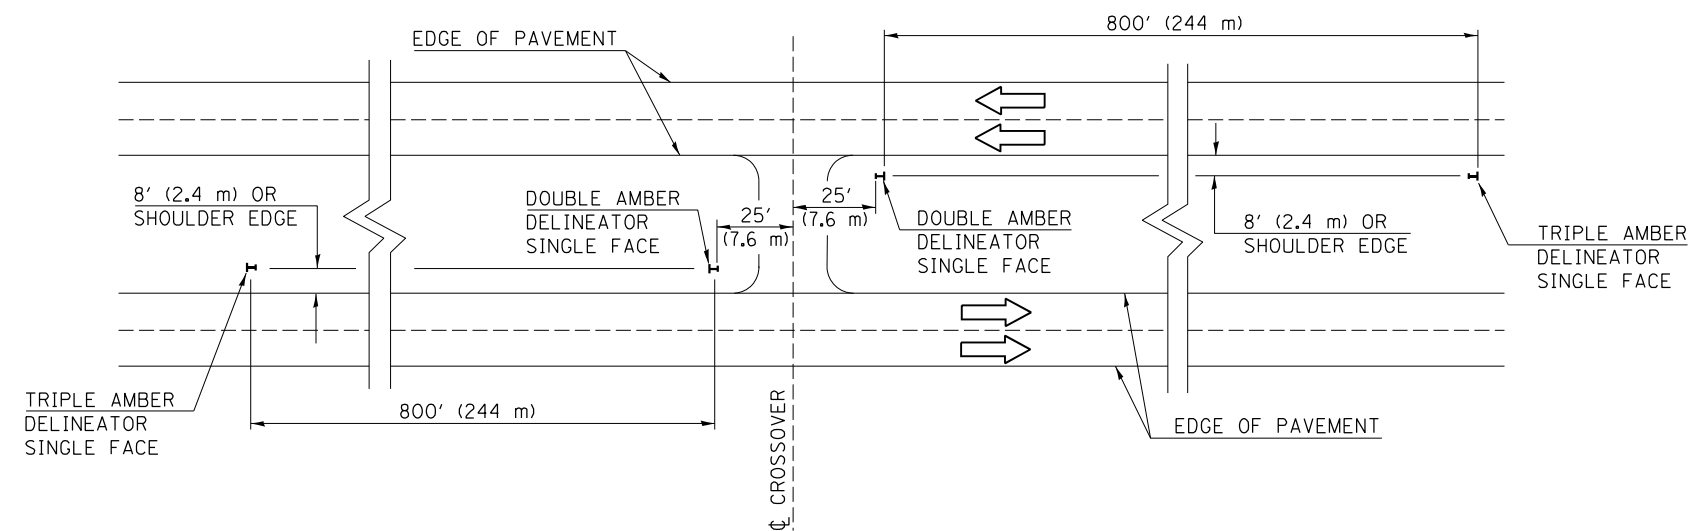 800' (244 m)
EDGE OF PAVEMENT
8' (2.4 m) OR
SHOULDER EDGE
DOUBLE AMBER
DELINEATOR
SINGLE FACE
25'
(7.6 m)
25'
(7.6 m)
DOUBLE AMBER
DELINEATOR
SINGLE FACE
8' (2.4 m) OR
SHOULDER EDGE
TRIPLE AMBER
DELINEATOR
SINGLE FACE
TRIPLE AMBER
DELINEATOR
SINGLE FACE
800' (244 m)
℄ CROSSOVER
EDGE OF PAVEMENT